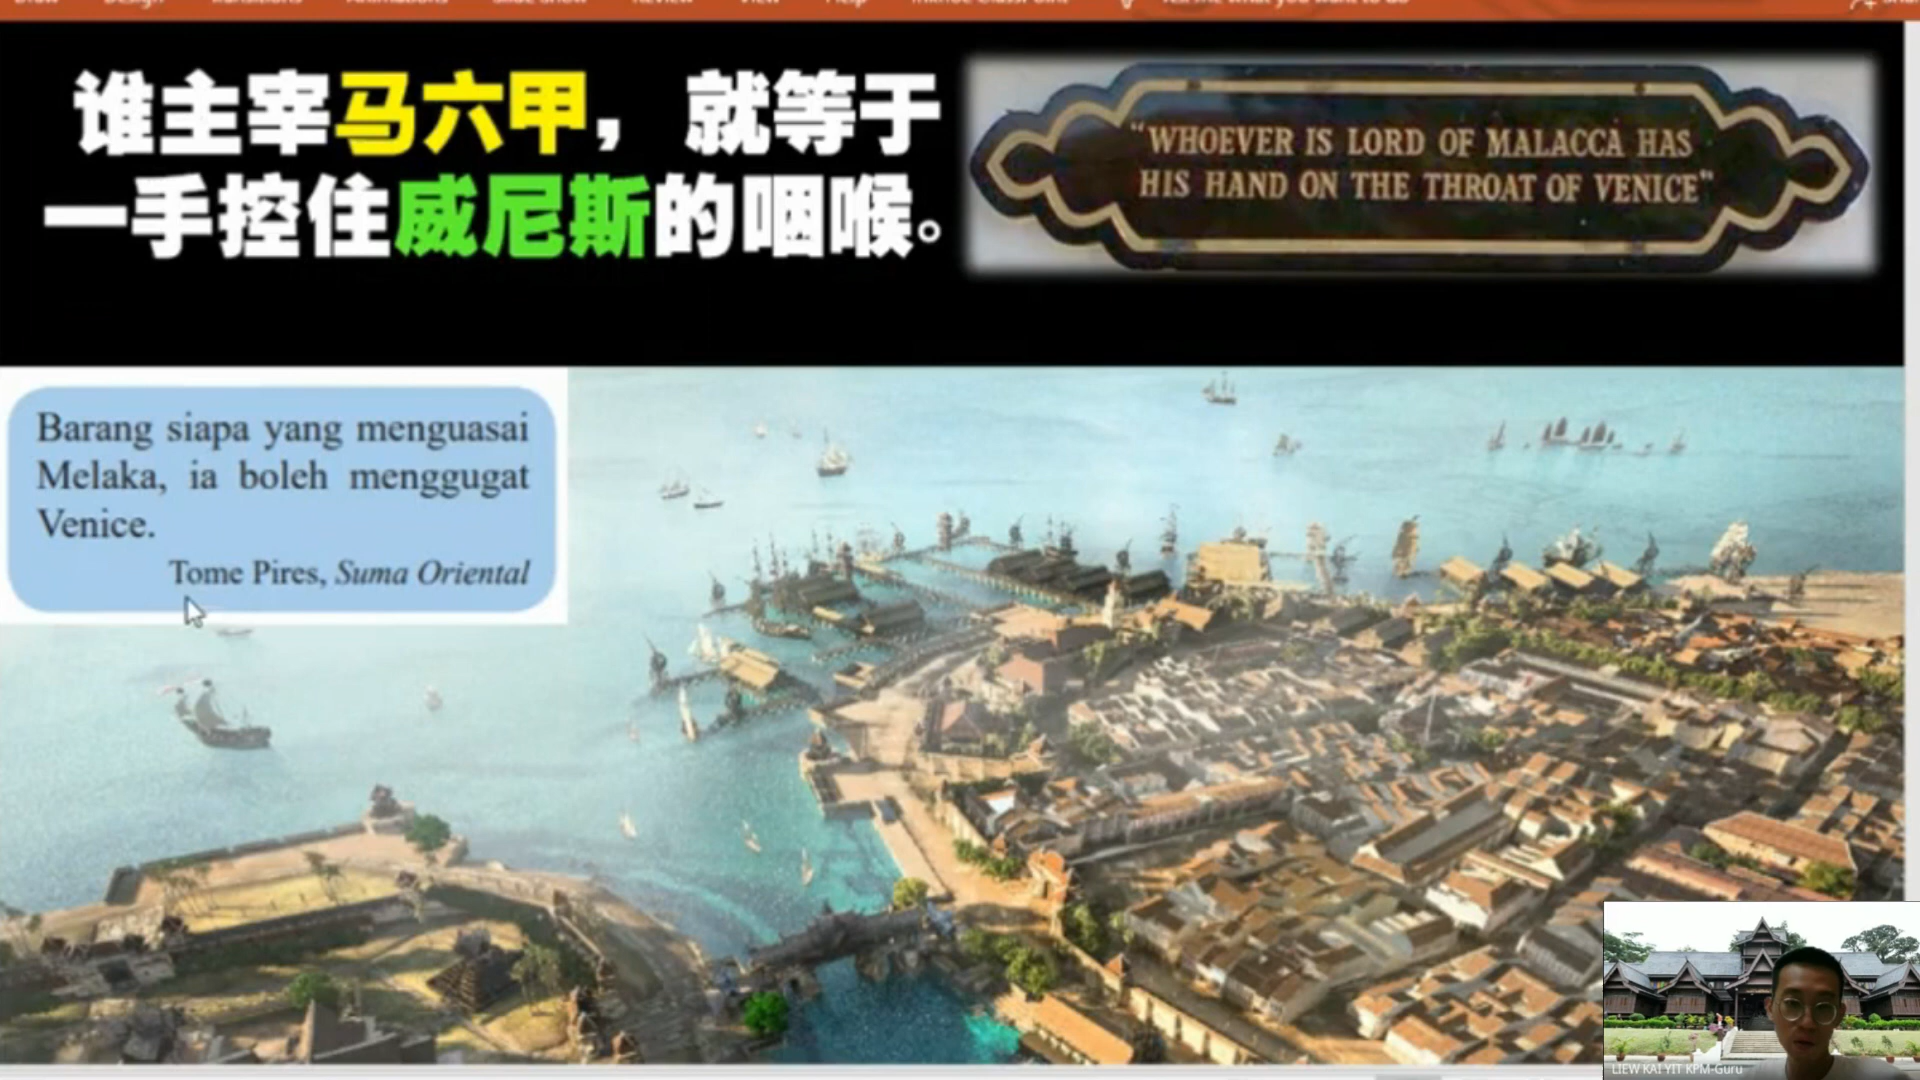 谁主宰马六甲，就等于
一手控住威尼斯的咽喉。
"WHOEVER IS LORD OF MALACCA HAS
HIS HAND ON THE THROAT OF VENICE"
Barang siapa yang menguasai
Melaka, ia boleh menggugat
Venice.
Tome Pires, Suma Oriental
LIEW KAI YIT KPM-Guru